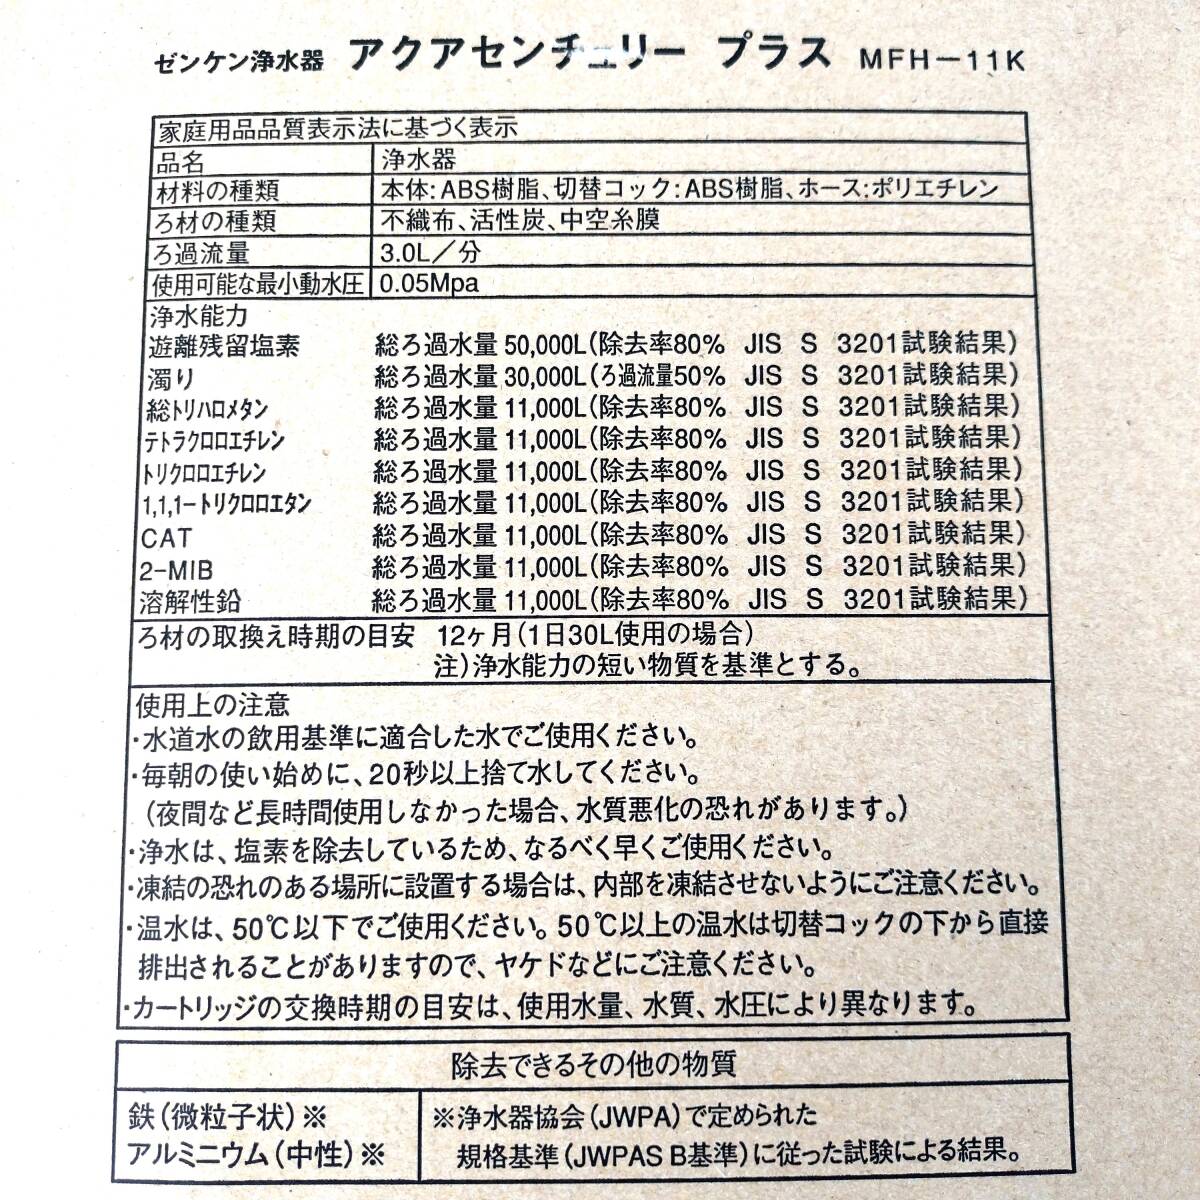 ゼンケン浄水器 アクアセンチュリー プラス MFH－11K
家庭用品品質表示法に基づく表示
品名 浄水器
材料の種類 本体：ABS樹脂、切替コック：ABS樹脂、ホース：ポリエチレン
ろ材の種類 不織布、活性炭、中空糸膜
ろ過流量 3.0L／分
使用可能な最小動水圧 0.05Mpa
浄水能力
遊離残留塩素 総ろ過水量 50,000L（除去率80% JIS S 3201試験結果）
濁り 総ろ過水量 30,000L（ろ過流量50% JIS S 3201試験結果）
総トリハロメタン 総ろ過水量 11,000L（除去率80% JIS S 3201試験結果）
テトラクロロエチレン 総ろ過水量 11,000L（除去率80% JIS S 3201試験結果）
トリクロロエチレン 総ろ過水量 11,000L（除去率80% JIS S 3201試験結果）
1,1,1－トリクロロエタン 総ろ過水量 11,000L（除去率80% JIS S 3201試験結果）
CAT 総ろ過水量 11,000L（除去率80% JIS S 3201試験結果）
2-MIB 総ろ過水量 11,000L（除去率80% JIS S 3201試験結果）
溶解性鉛 総ろ過水量 11,000L（除去率80% JIS S 3201試験結果）
ろ材の取換え時期の目安 12ヶ月（1日30L使用の場合）
注）浄水能力の短い物質を基準とする。
使用上の注意
・水道水の飲用基準に適合した水でご使用ください。
・毎朝の使い始めに、20秒以上捨て水してください。
（夜間など長時間使用しなかった場合、水質悪化の恐れがあります。）
・浄水は、塩素を除去しているため、なるべく早くご使用ください。
・凍結の恐れのある場所に設置する場合は、内部を凍結させないようにご注意ください。
・温水は、50℃以下でご使用ください。50℃以上の温水は切替コックの下から直接
排出されることがありますので、ヤケドなどにご注意ください。
・カートリッジの交換時期の目安は、使用水量、水質、水圧により異なります。
除去できるその他の物質
鉄（微粒子状）※ ※浄水器協会（JWPA）で定められた
アルミニウム（中性）※ 規格基準（JWPAS B基準）に従った試験による結果。